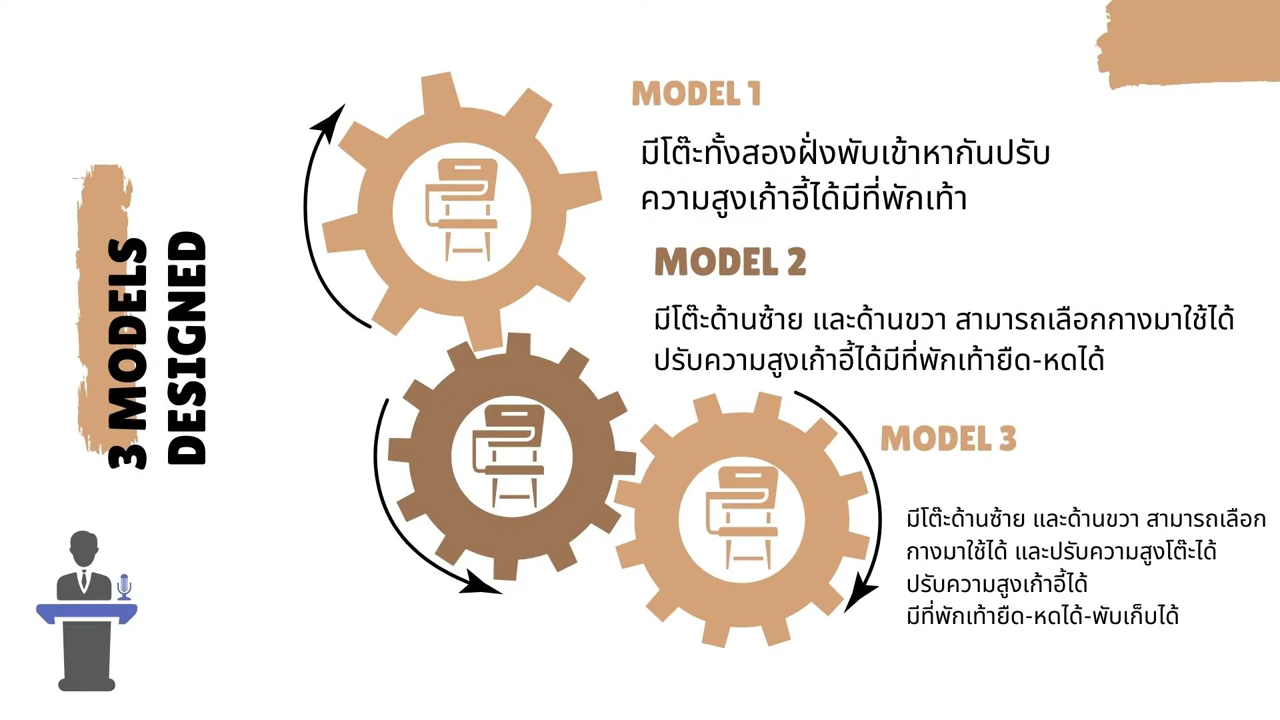 3 MODELS
DESIGNED
MODEL 1
มีโต๊ะทั้งสองฝั่งพับเข้าหากันปรับ
ความสูงเก้าอี้ได้มีที่พักเท้า
MODEL 2
มีโต๊ะด้านซ้าย และด้านขวา สามารถเลือกกางมาใช้ได้
ปรับความสูงเก้าอี้ได้มีที่พักเท้ายืด-หดได้
MODEL 3
มีโต๊ะด้านซ้าย และด้านขวา สามารถเลือก
กางมาใช้ได้ และปรับความสูงโต๊ะได้
ปรับความสูงเก้าอี้ได้
มีที่พักเท้ายืด-หดได้-พับเก็บได้